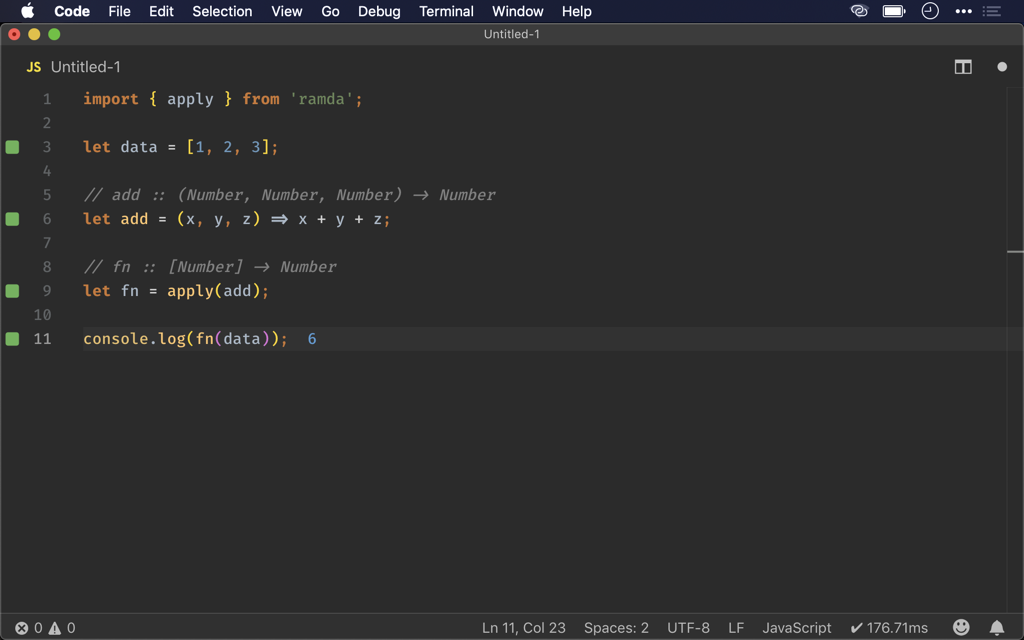 Code File Edit Selection View Go Debug Terminal Window Help
Untitled-1
JS Untitled-1
1 import { apply } from 'ramda';
2
3 let data = [1, 2, 3];
4
5 // add :: (Number, Number, Number) → Number
6 let add = (x, y, z) ⇒ x + y + z;
7
8 // fn :: [Number] → Number
9 let fn = apply(add);
10
11 console.log(fn(data)); 6
0 0 Ln 11, Col 23 Spaces: 2 UTF-8 LF JavaScript ✔ 176.71ms